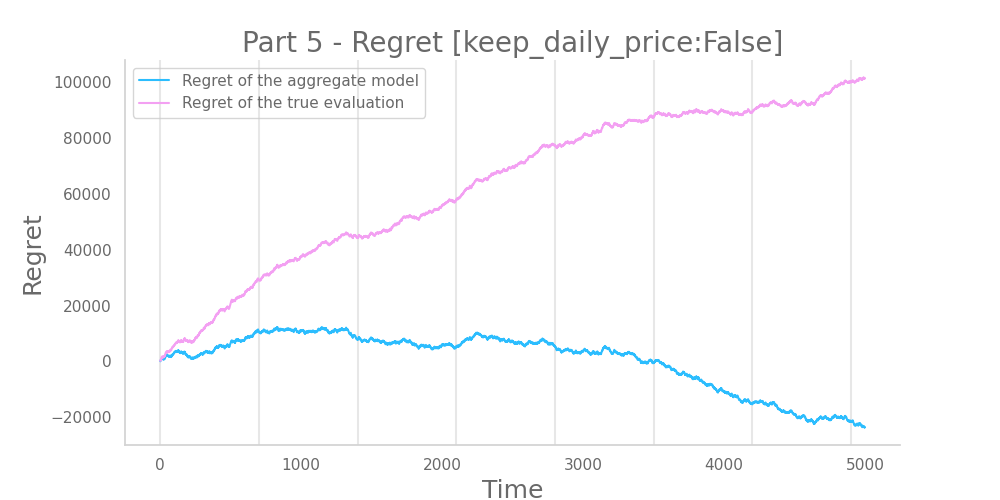 Part 5 - Regret [keep_daily_price:False]
Regret of the aggregate model
Regret of the true evaluation
100000
80000
60000
40000
20000
0
−20000
Regret
0 1000 2000 3000 4000 5000
Time